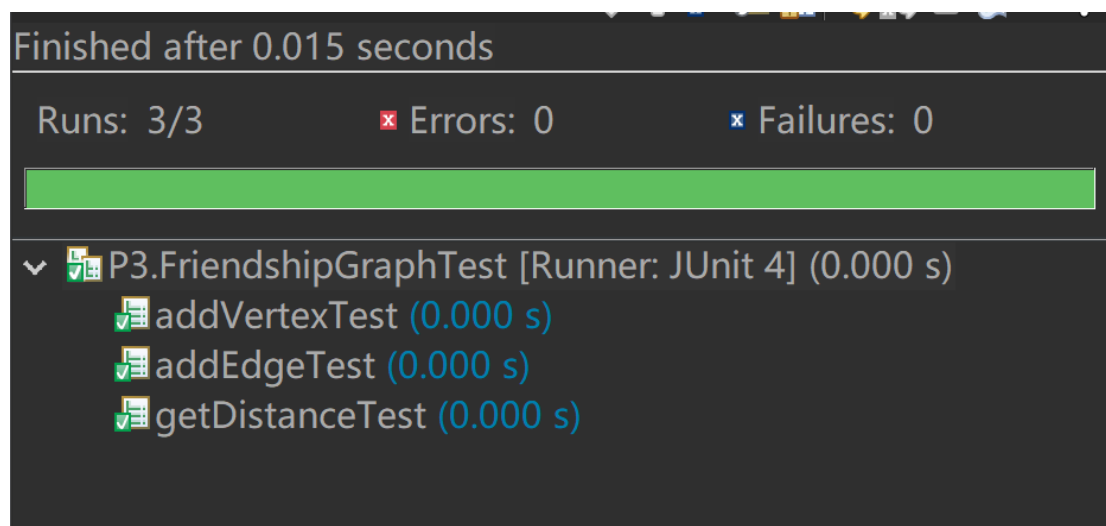 Finished after 0.015 seconds
Runs: 3/3 Errors: 0 Failures: 0
P3.FriendshipGraphTest [Runner: JUnit 4] (0.000 s)
addVertexTest (0.000 s)
addEdgeTest (0.000 s)
getDistanceTest (0.000 s)